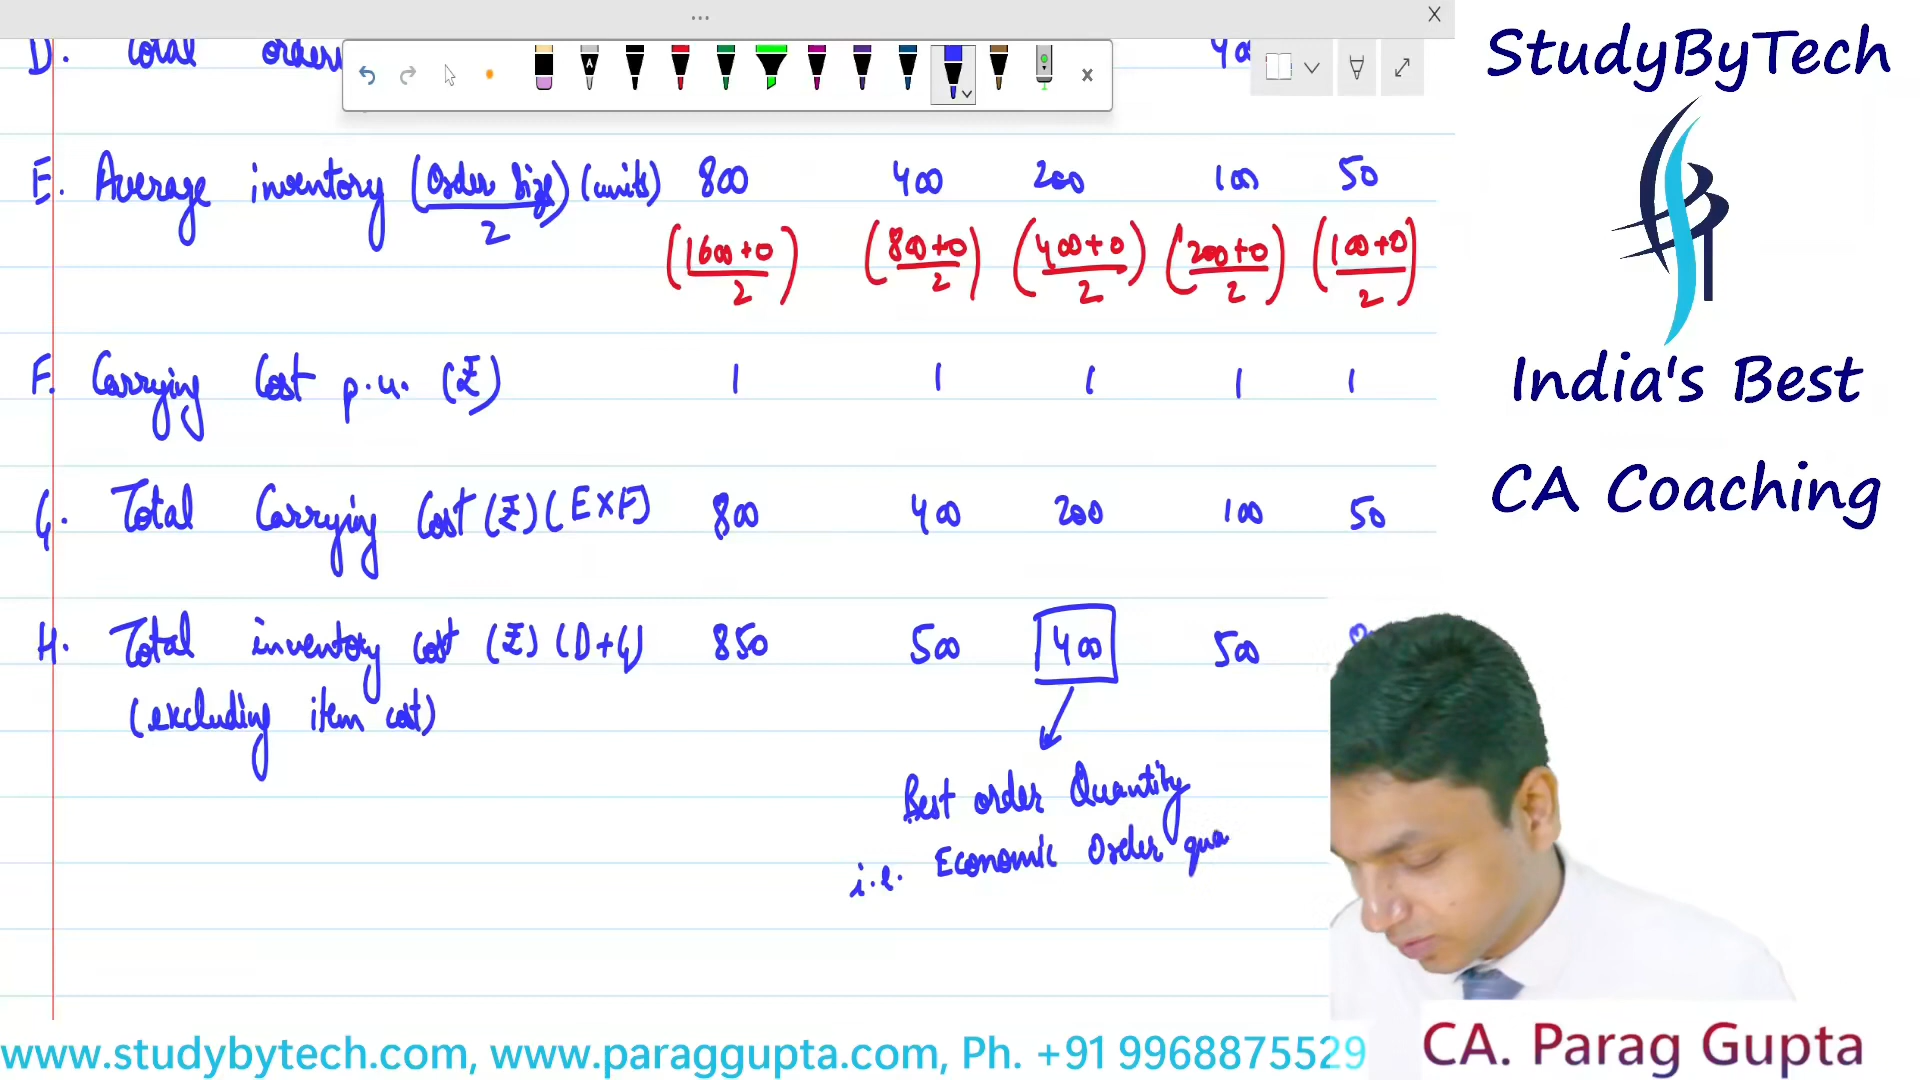 D. Total
E. Average inventory (Order Size) (units) 800 400 200 100 50
2
(1600+0) (800+0) (400+0) (200+0) (100+0)
2 2 2 2 2
F. Carrying Cost p.u. (₹) 1 1 1 1 1
G. Total Carrying Cost (₹) (E×F) 800 400 200 100 50
H. Total inventory cost (₹) (D+G) 850 500 400 500
(excluding item cost)
Best order Quantity
i.e. Economic Order qua
StudyByTech
India's Best
CA Coaching
www.studybytech.com, www.paraggupta.com, Ph. +91 9968875529
CA. Parag Gupta